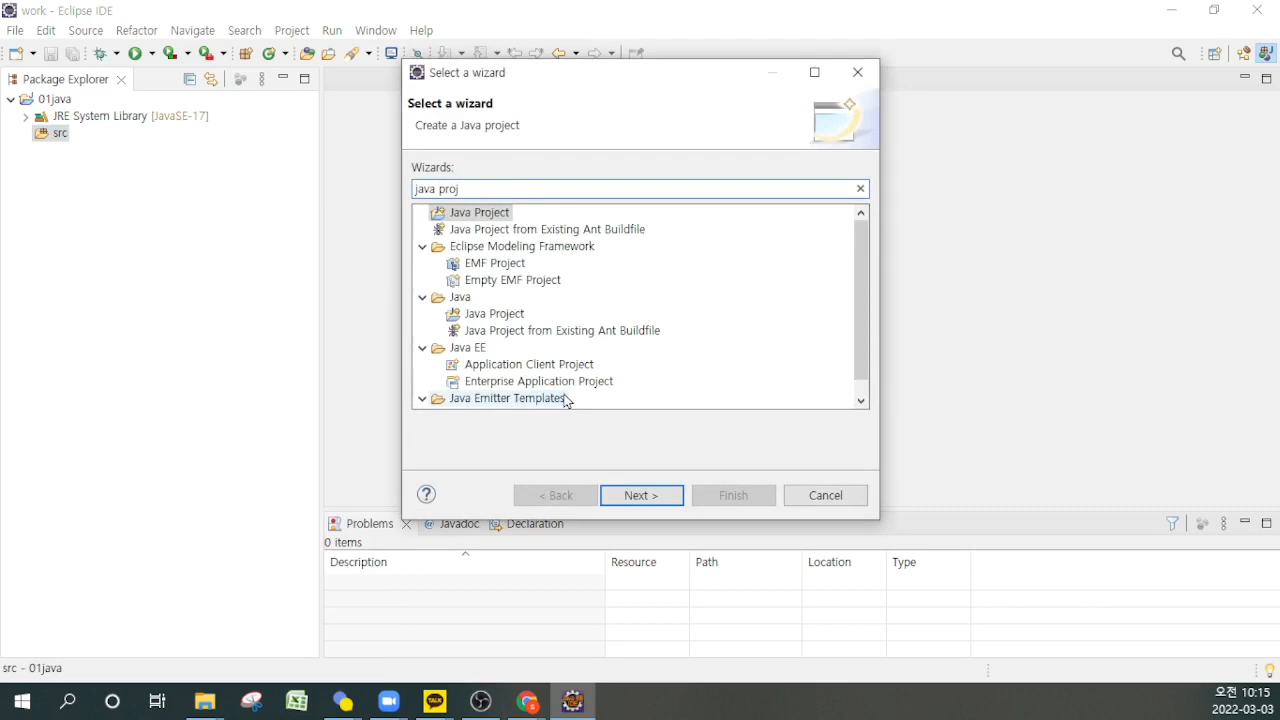 work - Eclipse IDE
File Edit Source Refactor Navigate Search Project Run Window Help
Package Explorer
01java
JRE System Library [JavaSE-17]
src
Select a wizard
Select a wizard
Create a Java project
Wizards:
java proj
Java Project
Java Project from Existing Ant Buildfile
Eclipse Modeling Framework
EMF Project
Empty EMF Project
Java
Java Project
Java Project from Existing Ant Buildfile
Java EE
Application Client Project
Enterprise Application Project
Java Emitter Templates
? < Back Next > Finish Cancel
Problems @ Javadoc Declaration
0 items
Description Resource Path Location Type
src - 01java
TALK
오전 10:15
2022-03-03